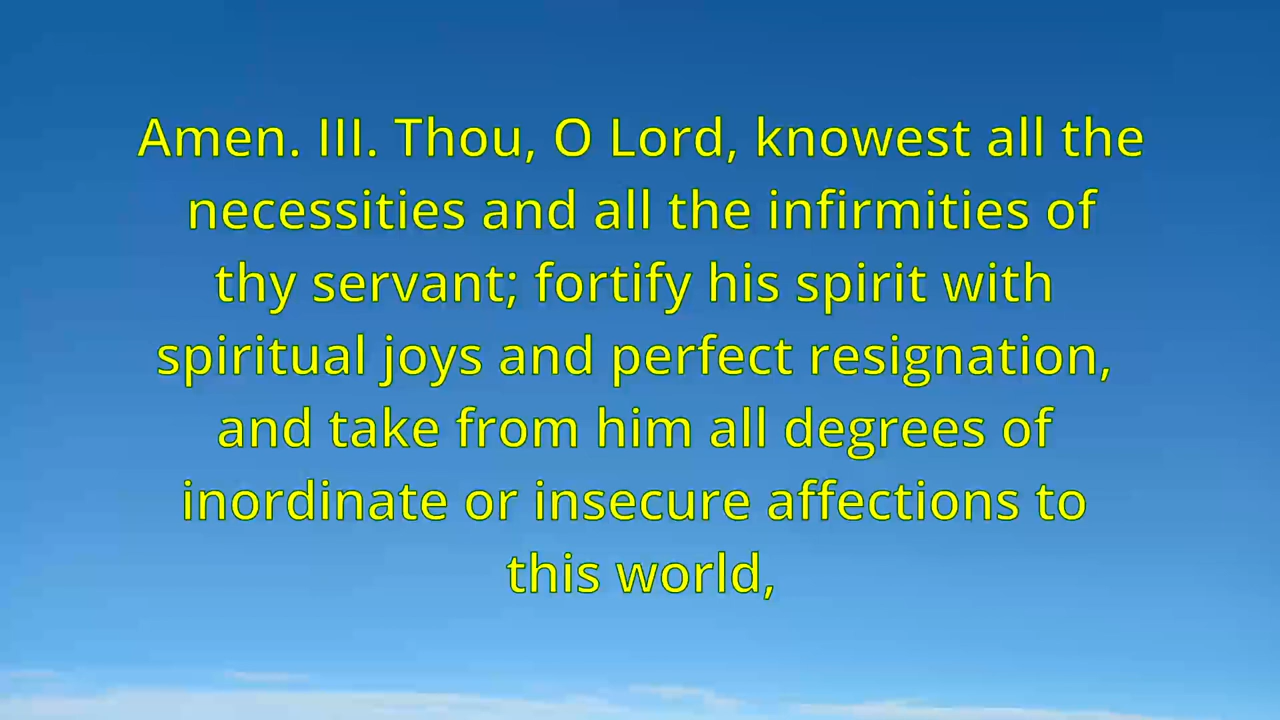 Amen. III. Thou, O Lord, knowest all the
necessities and all the infirmities of
thy servant; fortify his spirit with
spiritual joys and perfect resignation,
and take from him all degrees of
inordinate or insecure affections to
this world,